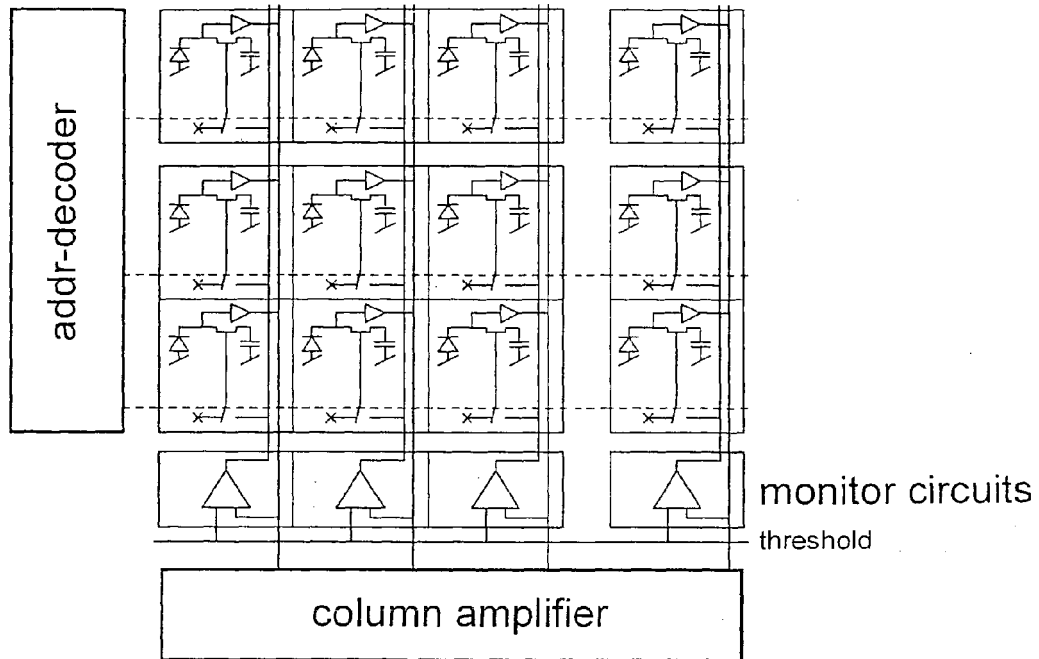 addr-decoder
monitor circuits
threshold
column amplifier